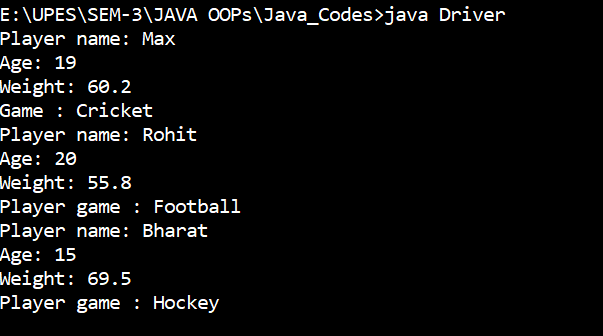 E:\UPES\SEM-3\JAVA OOPs\Java_Codes>java Driver
Player name: Max
Age: 19
Weight: 60.2
Game : Cricket
Player name: Rohit
Age: 20
Weight: 55.8
Player game : Football
Player name: Bharat
Age: 15
Weight: 69.5
Player game : Hockey